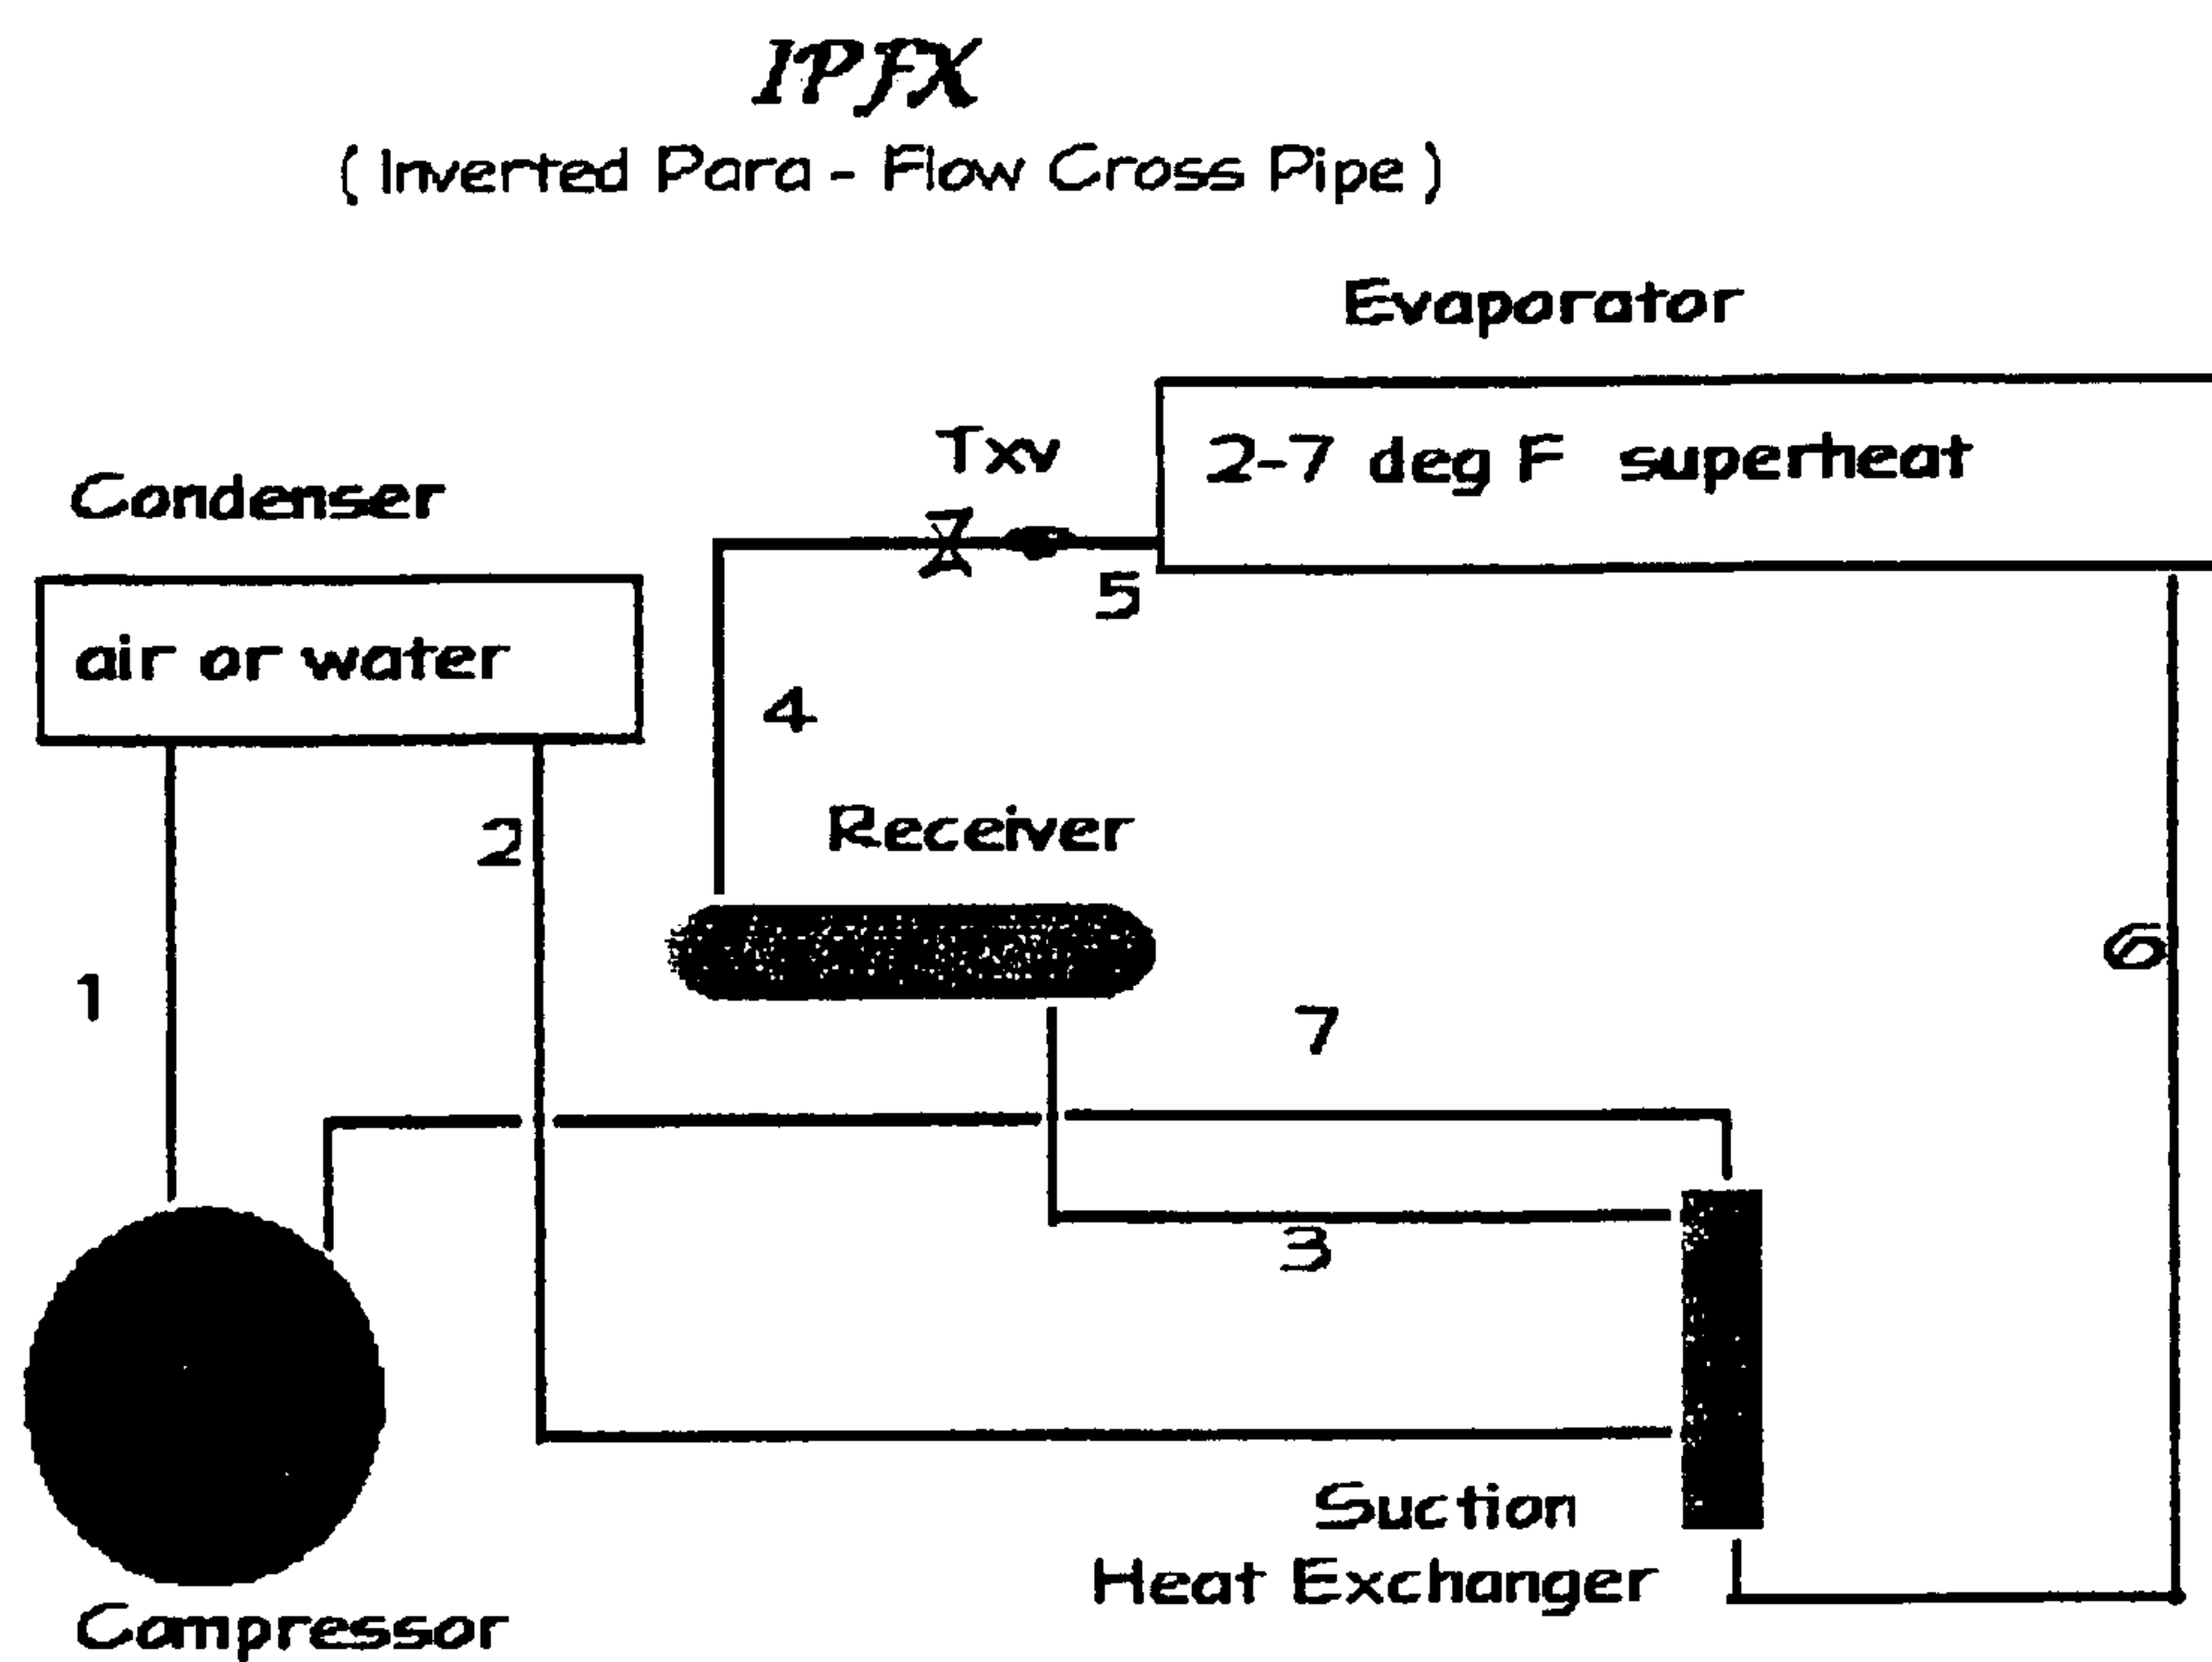 IPFX
( Inverted Para - Flow Cross Pipe )
Evaporator
2-7 deg F superheat
Txv
Condenser
5
air or water
4
2
Receiver
6
1
7
3
Suction
Heat Exchanger
Compressor